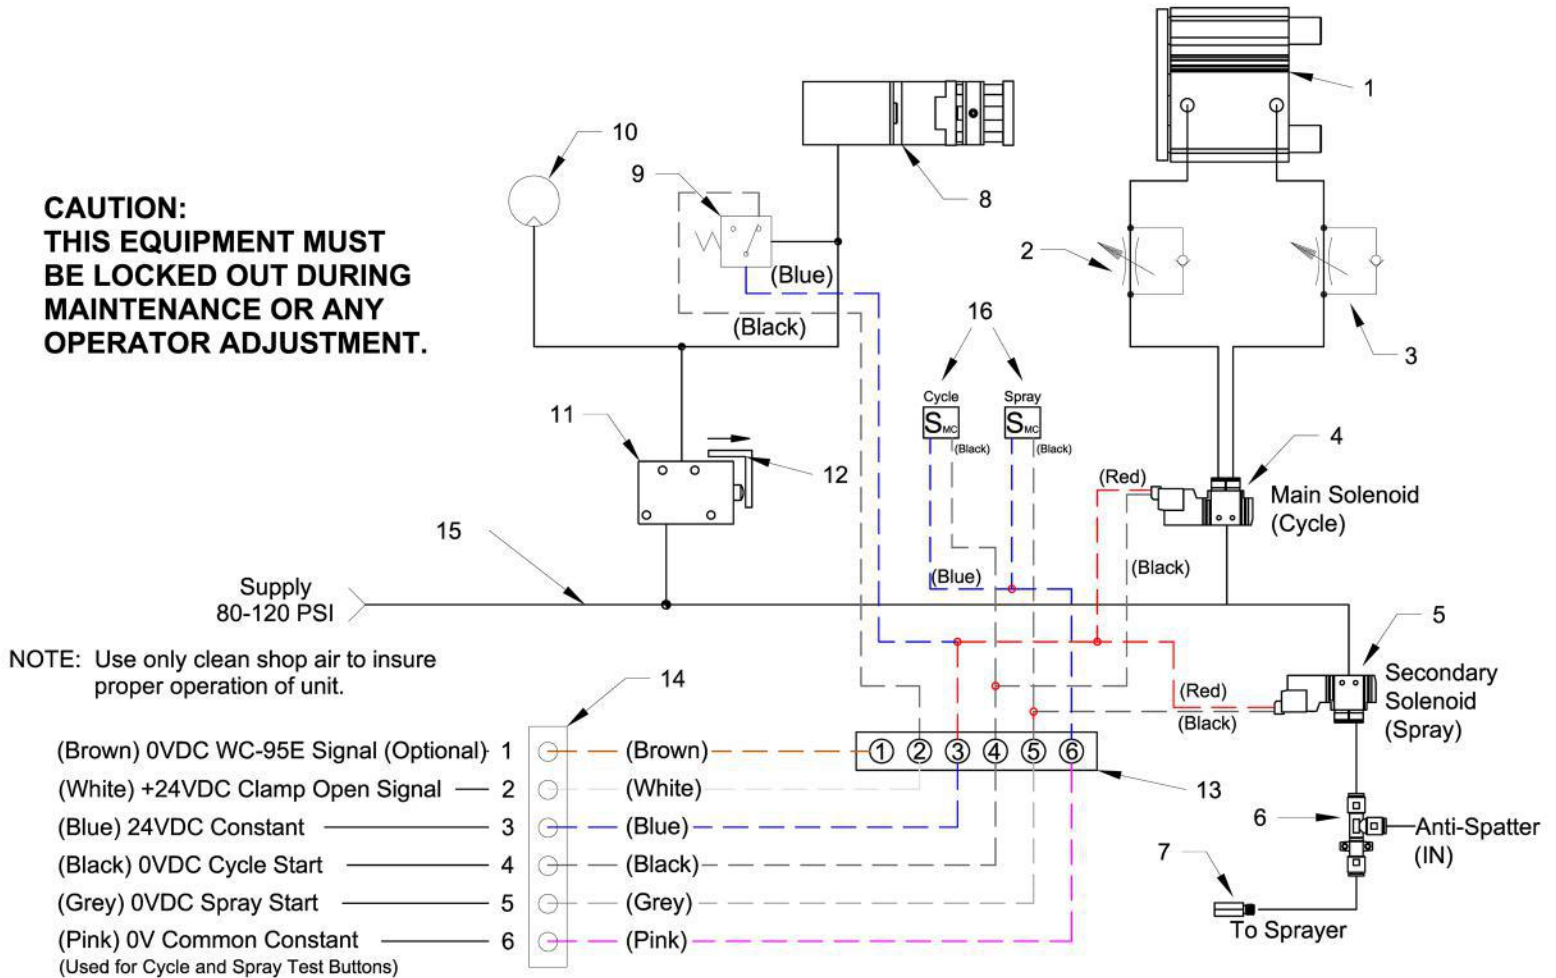 1
10
9
8
CAUTION:
THIS EQUIPMENT MUST
BE LOCKED OUT DURING
MAINTENANCE OR ANY
OPERATOR ADJUSTMENT.
(Blue)
(Black)
2
3
16
Cycle
Spray
S MC
S MC
(Black)
(Black)
11
12
4
(Red)
Main Solenoid
(Cycle)
15
(Blue)
(Black)
Supply
80-120 PSI
5
NOTE: Use only clean shop air to insure
proper operation of unit.
14
Secondary
Solenoid
(Spray)
(Red)
(Black)
(Brown) 0VDC WC-95E Signal (Optional) 1 (Brown)
1 2 3 4 5 6
(White) +24VDC Clamp Open Signal 2 (White)
13
(Blue) 24VDC Constant 3 (Blue)
6
Anti-Spatter
(IN)
(Black) 0VDC Cycle Start 4 (Black)
7
(Grey) 0VDC Spray Start 5 (Grey)
To Sprayer
(Pink) 0V Common Constant 6 (Pink)
(Used for Cycle and Spray Test Buttons)